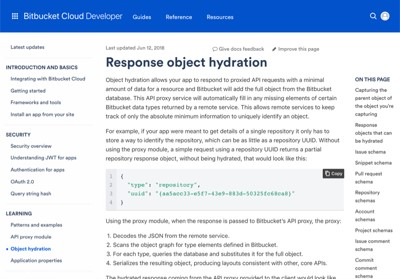 Bitbucket Cloud Developer
Guides
Reference
Resources
Latest updates
INTRODUCTION AND BASICS
Integrating with Bitbucket Cloud
Getting started
Frameworks and tools
Install an app from your site
SECURITY
Security overview
Understanding JWT for apps
Authentication for apps
OAuth 2.0
Query string hash
LEARNING
Patterns and examples
API proxy module
Object hydration
Application properties
Last updated Jun 12, 2018
Give docs feedback
Improve this page
Response object hydration
Object hydration allows your app to respond to proxied API requests with a minimal
amount of data for a resource and Bitbucket will add the full object from the Bitbucket
database. This API proxy service will automatically fill in any missing elements of certain
Bitbucket data types returned by a remote service. This allows remote services to keep
track of only the absolute minimum information to uniquely identify an object.
For example, if your app were meant to get details of a single repository it only has to
store a way to identify the repository, which can be as little as a repository UUID. Without
using the proxy module, a simple request using a repository UUID returns a partial
repository response object, without being hydrated, that would look like this:
Copy
1 {
2 "type": "repository",
3
4 }
Using the proxy module, when the response is passed to Bitbucket's API proxy, the proxy:
1. Decodes the JSON from the remote service.
2. Scans the object graph for type elements defined in Bitbucket.
3. For each type, queries the database and substitutes it for the full object.
4. Serializes the resulting object, producing layouts consistent with other, core APIs.
The hydrated response coming from the API proxy provided to the client would look like
ON THIS PAGE
Capturing the
parent object of
the object you're
capturing
Response
objects that can
be hydrated
Issue schema
Snippet schema
Pull request
schema
Repository
schemas
Account
schemas
Project schemas
Issue comment
schema
Commit
comment